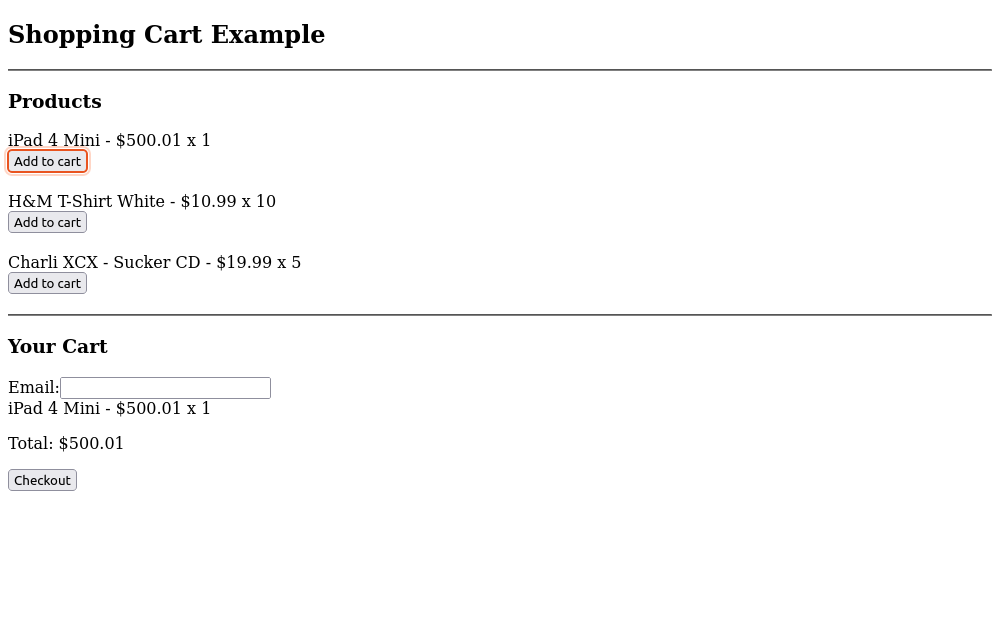 Shopping Cart Example
Products
iPad 4 Mini - $500.01 x 1
Add to cart
H&M T-Shirt White - $10.99 x 10
Add to cart
Charli XCX - Sucker CD - $19.99 x 5
Add to cart
Your Cart
Email:
iPad 4 Mini - $500.01 x 1
Total: $500.01
Checkout